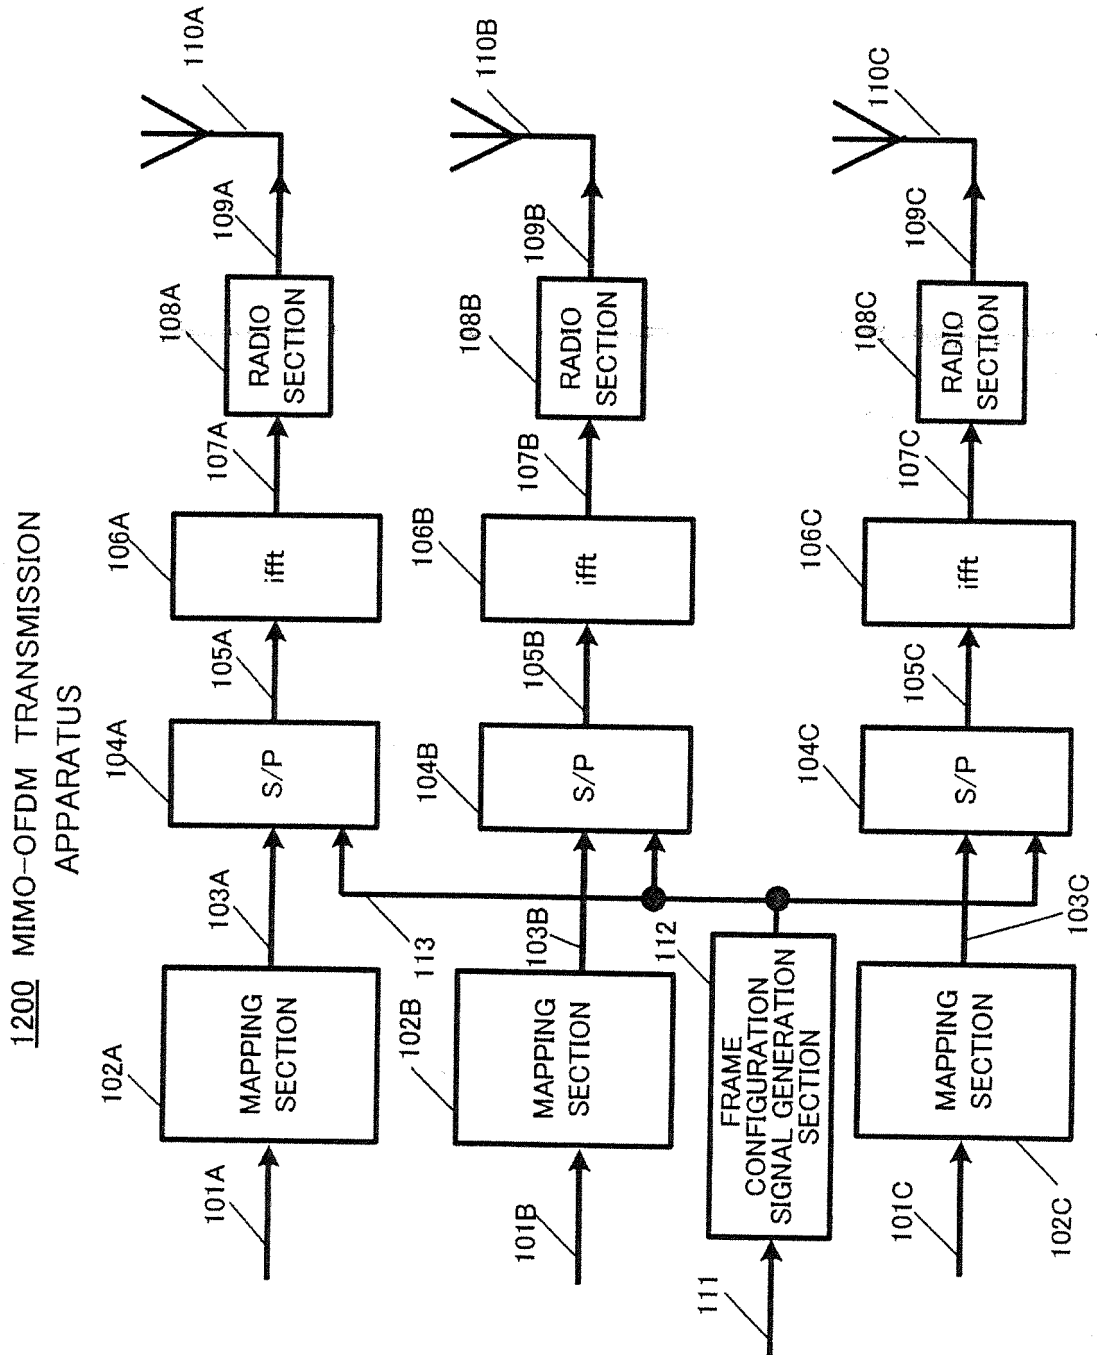 1200 MIMO-OFDM TRANSMISSION
APPARATUS
101A
102A
MAPPING
SECTION
103A
104A
S/P
105A
106A
ifft
107A
108A
RADIO
SECTION
109A
110A
113
101B
102B
MAPPING
SECTION
103B
104B
S/P
105B
106B
ifft
107B
108B
RADIO
SECTION
109B
110B
111
112
FRAME
CONFIGURATION
SIGNAL GENERATION
SECTION
101C
102C
MAPPING
SECTION
103C
104C
S/P
105C
106C
ifft
107C
108C
RADIO
SECTION
109C
110C